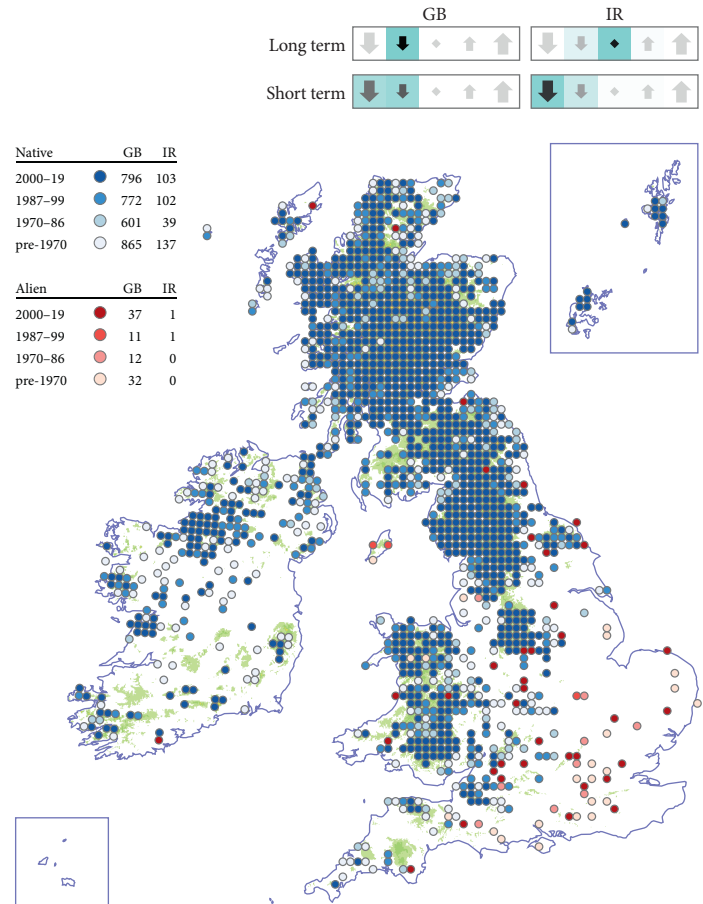 GB IR
Long term
Short term
Native GB IR
2000–19 796 103
1987–99 772 102
1970–86 601 39
pre-1970 865 137
Alien GB IR
2000–19 37 1
1987–99 11 1
1970–86 12 0
pre-1970 32 0